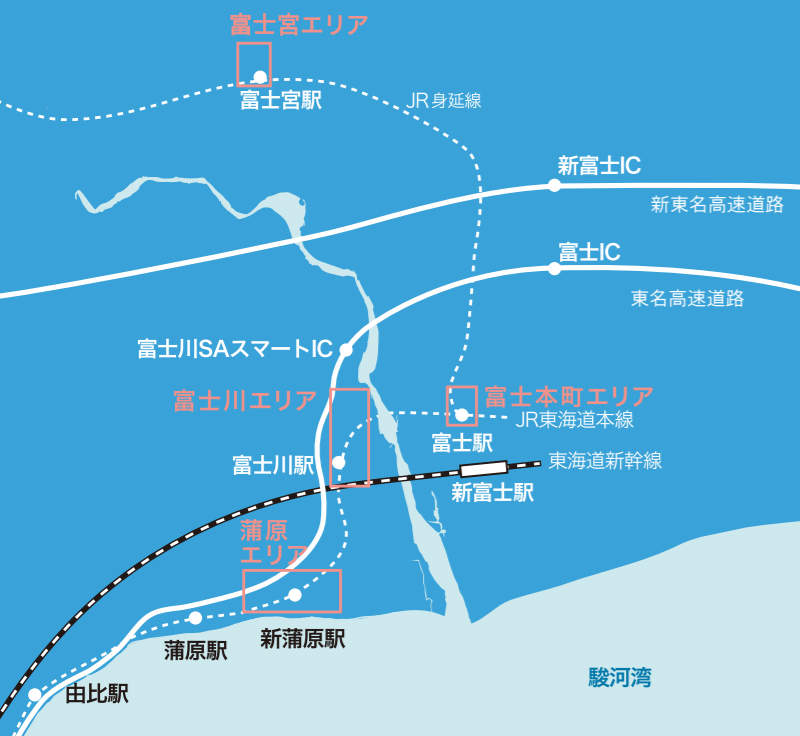 富士宮エリア
富士宮駅
JR身延線
新富士IC
新東名高速道路
富士IC
東名高速道路
富士川SAスマートIC
富士川エリア
富士本町エリア
JR東海道本線
富士駅
富士川駅
東海道新幹線
新富士駅
蒲原
エリア
新蒲原駅
蒲原駅
駿河湾
由比駅